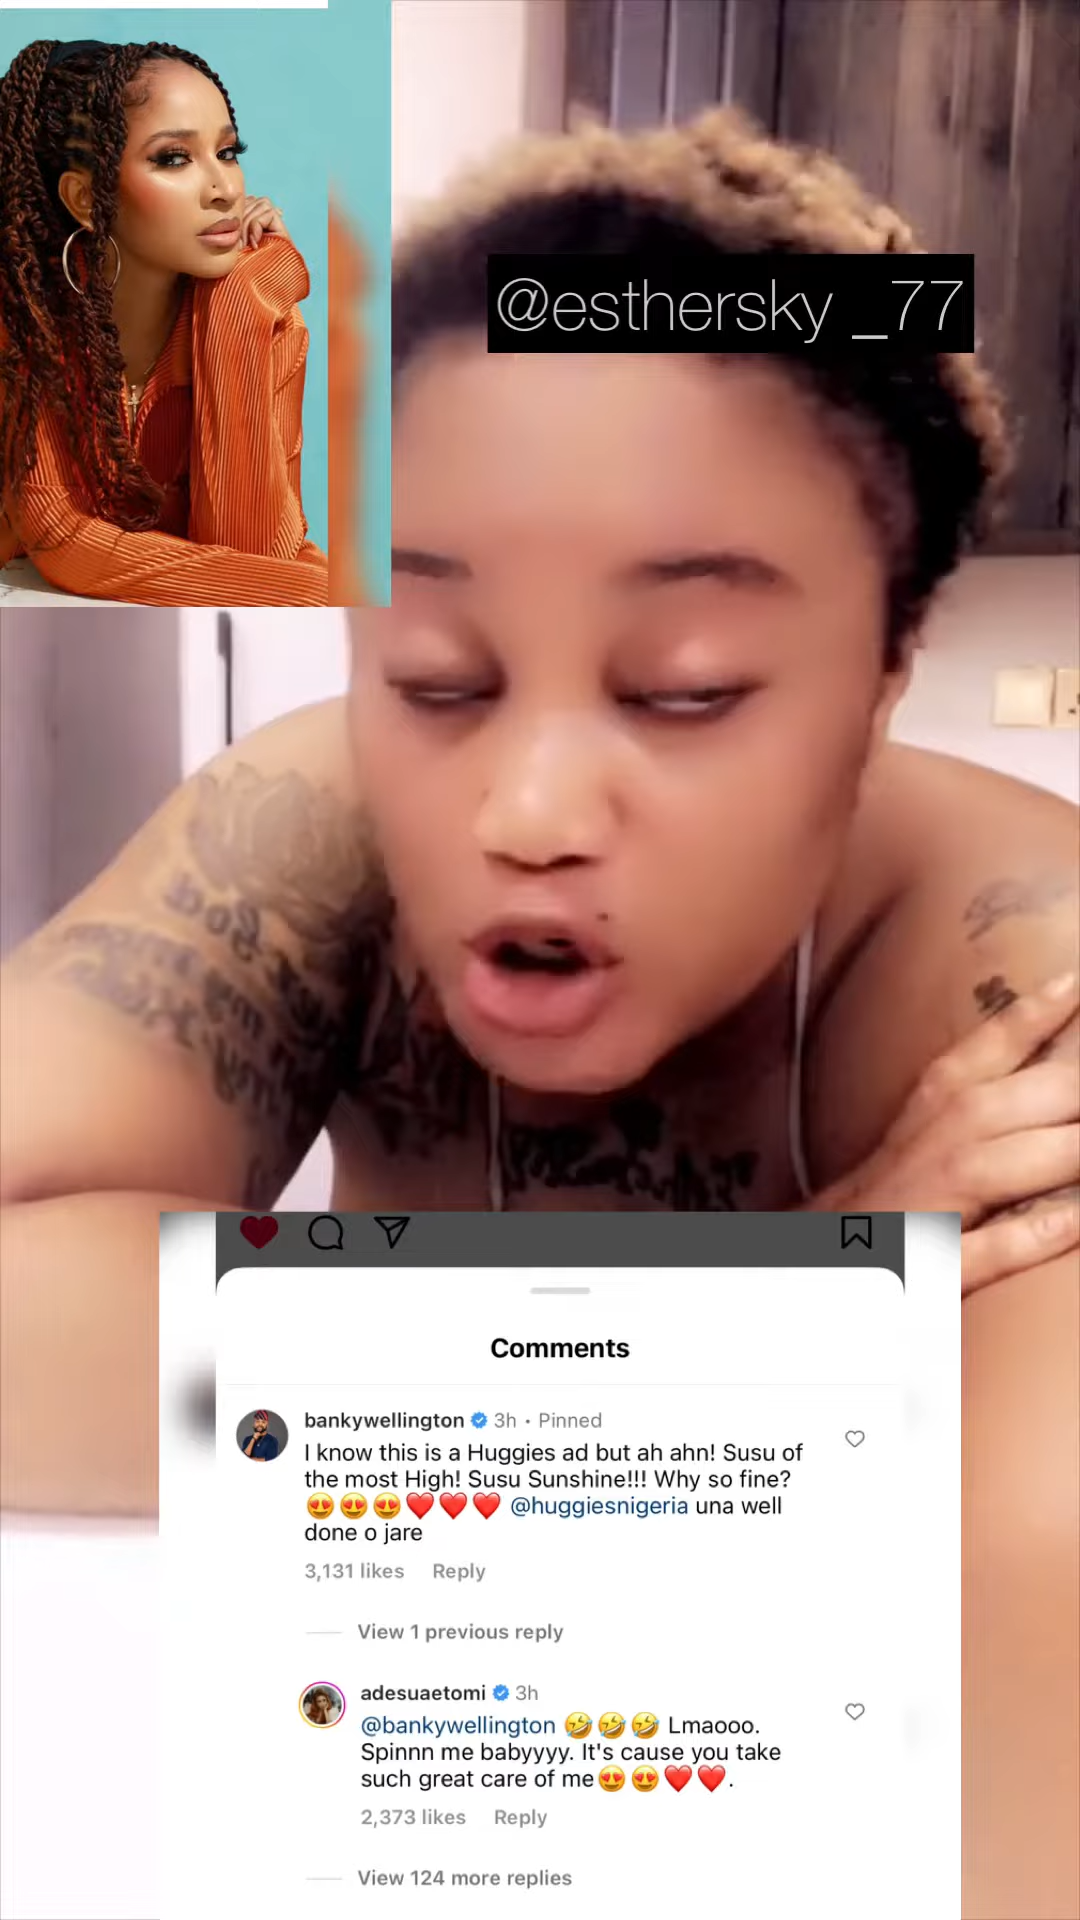 @esthersky _77
Comments
bankywellington 3h • Pinned
I know this is a Huggies ad but ah ahn! Susu of
the most High! Susu Sunshine!!! Why so fine?
😍😍😍❤️❤️❤️ @huggiesnigeria una well
done o jare
3,131 likes Reply
View 1 previous reply
adesuaetomi 3h
@bankywellington 🤣🤣🤣 Lmaooo.
Spinnn me babyyyy. It's cause you take
such great care of me😍😍❤️❤️.
2,373 likes Reply
View 124 more replies